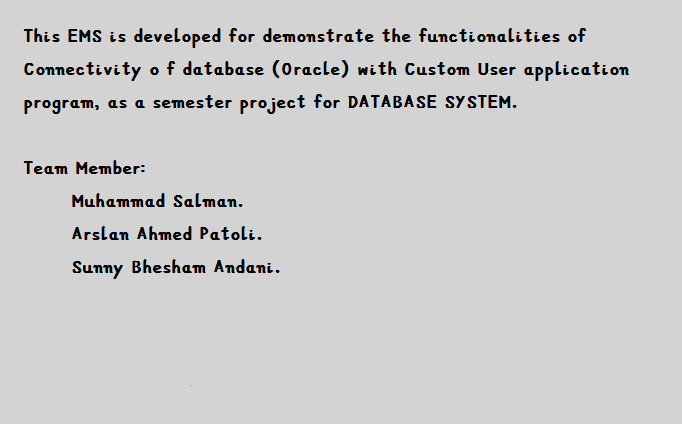 This EMS is developed for demonstrate the functionalities of
Connectivity o f database (Oracle) with Custom User application
program, as a semester project for DATABASE SYSTEM.
Team Member:
Muhammad Salman.
Arslan Ahmed Patoli.
Sunny Bhesham Andani.